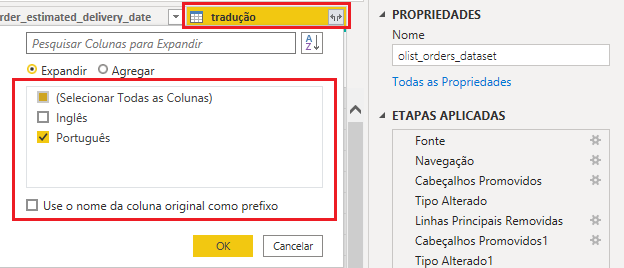 rder_estimated_delivery_date
tradução
Pesquisar Colunas para Expandir
A
Z
Expandir
Agregar
(Selecionar Todas as Colunas)
Inglês
Português
Use o nome da coluna original como prefixo
OK
Cancelar
PROPRIEDADES
Nome
olist_orders_dataset
Todas as Propriedades
ETAPAS APLICADAS
Fonte
Navegação
Cabeçalhos Promovidos
Tipo Alterado
Linhas Principais Removidas
Cabeçalhos Promovidos1
Tipo Alterado1